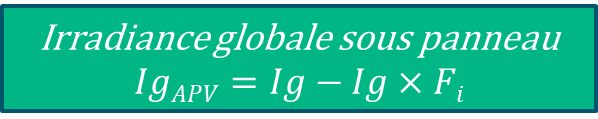 Irradiance globale sous panneau
Ig_APV = Ig − Ig × F_i